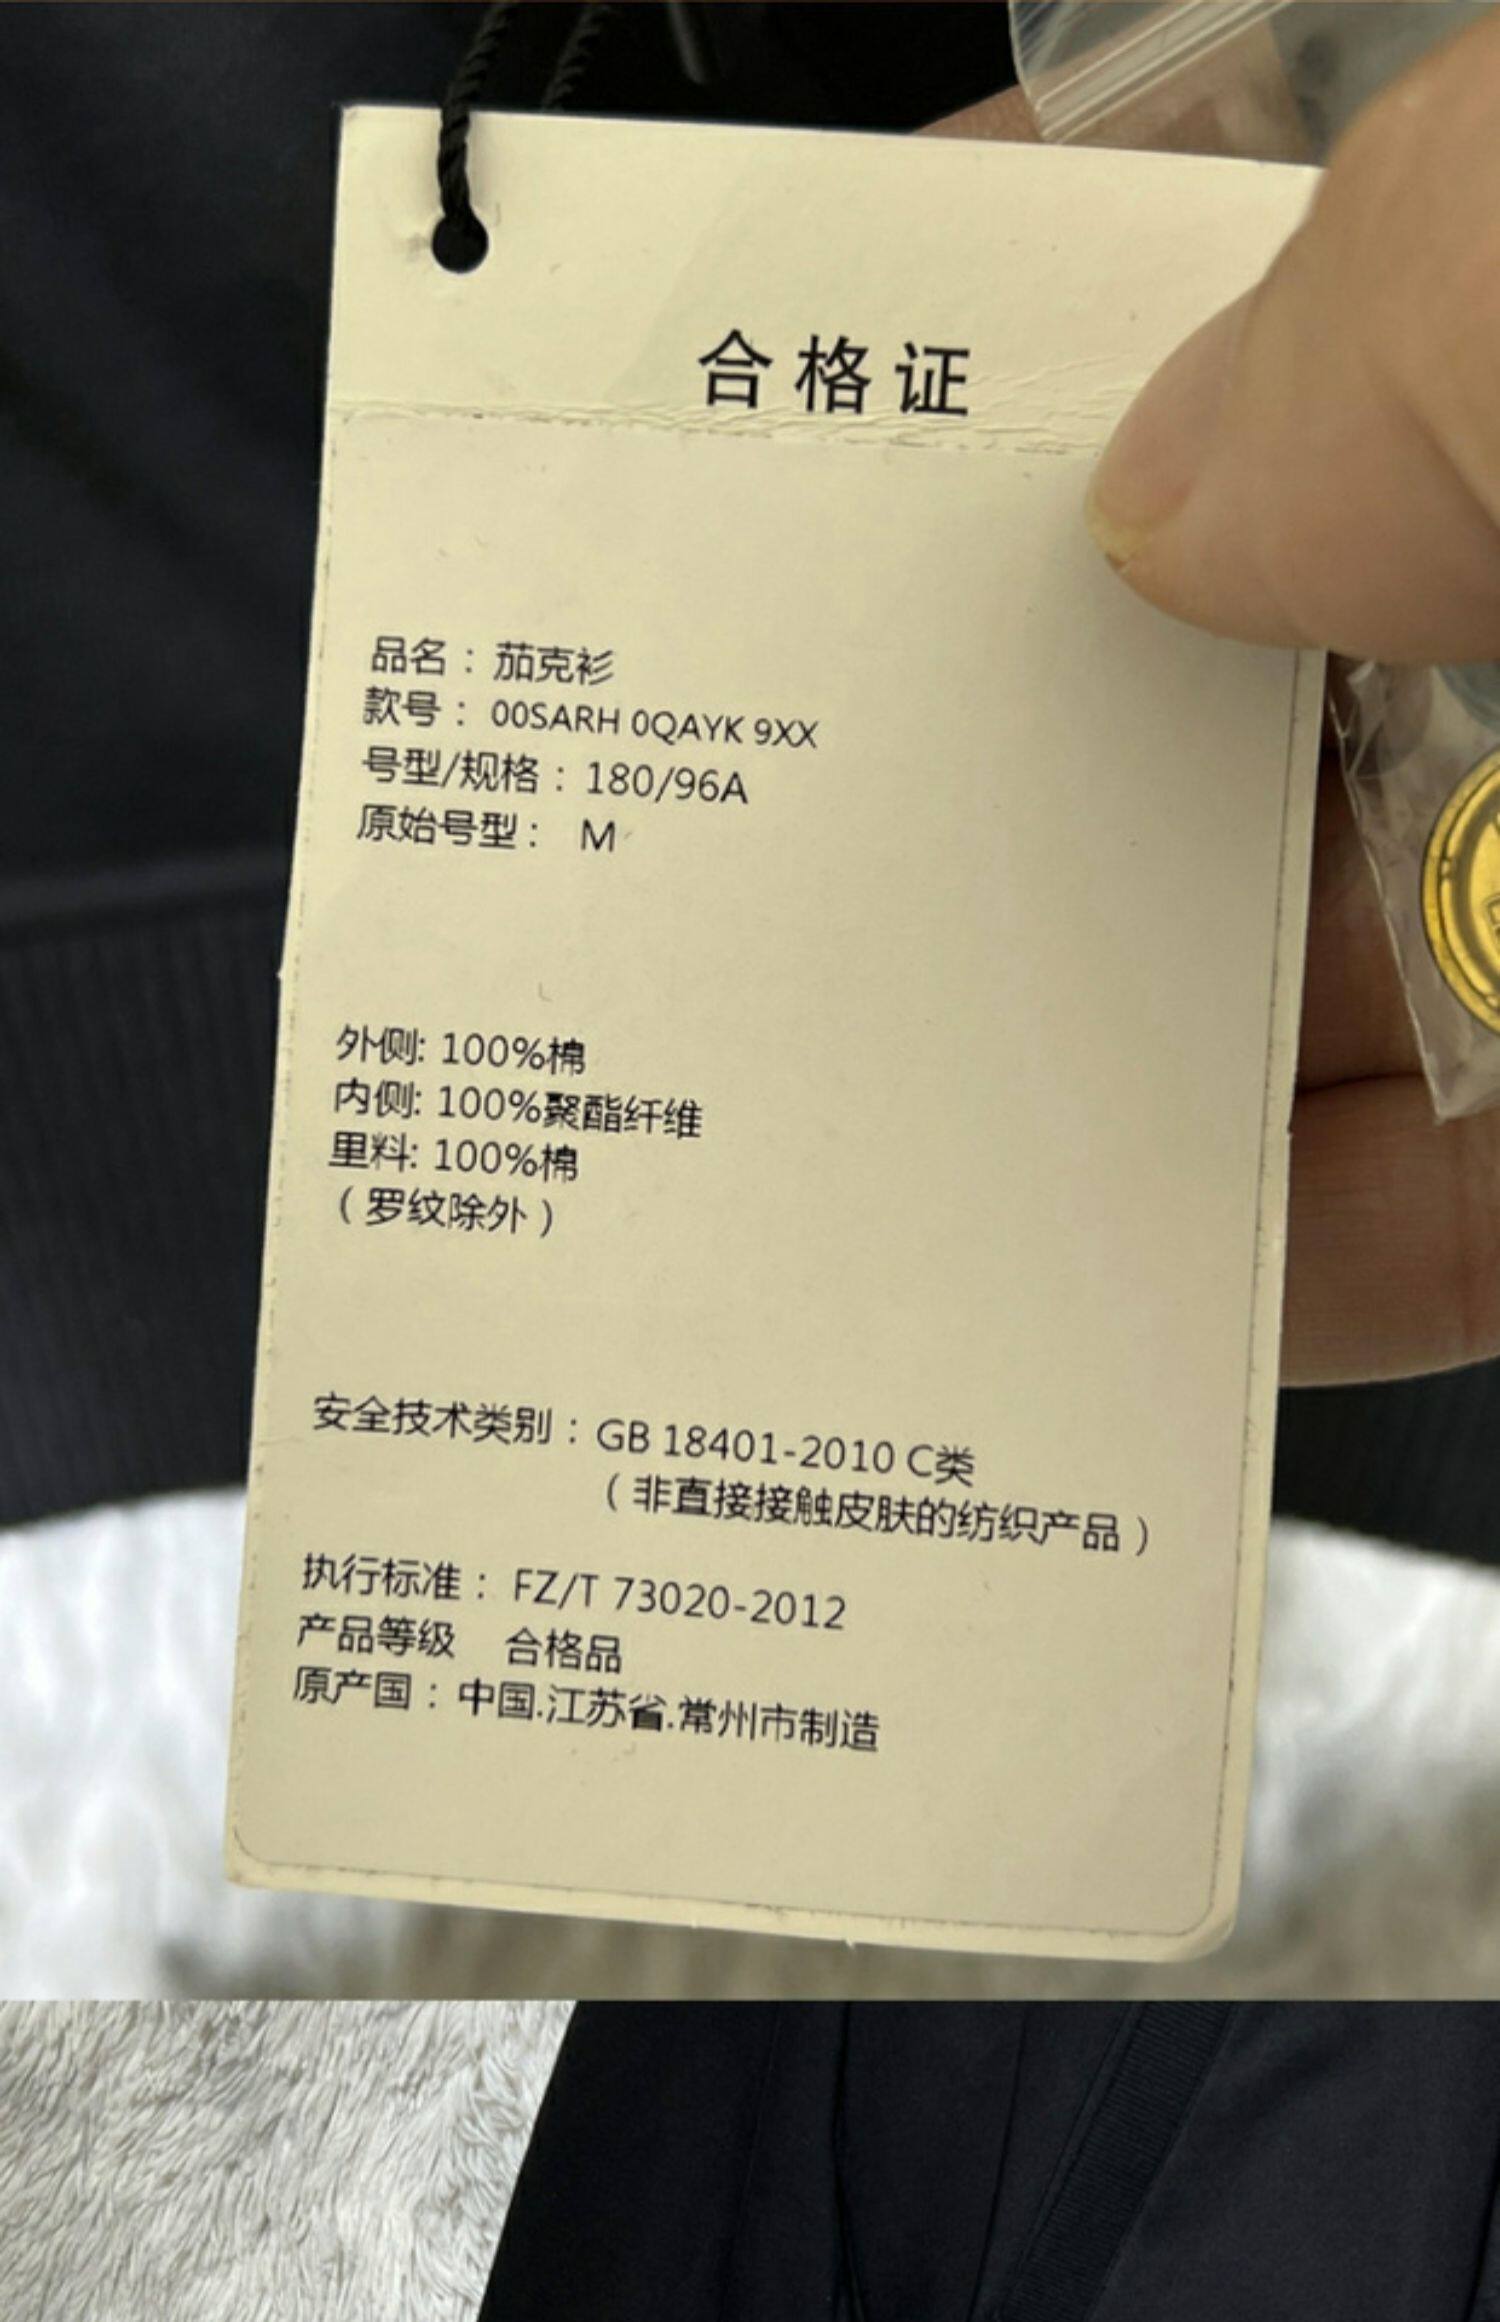 合格证
品名：茄克衫
款号：00SARH 0QAYK 9XX
号型/规格：180/96A
原始号型： M
外侧: 100%棉
内侧: 100%聚酯纤维
里料: 100%棉
（罗纹除外）
安全技术类别：GB 18401-2010 C类
（非直接接触皮肤的纺织产品）
执行标准： FZ/T 73020-2012
产品等级 合格品
原产国：中国.江苏省.常州市制造